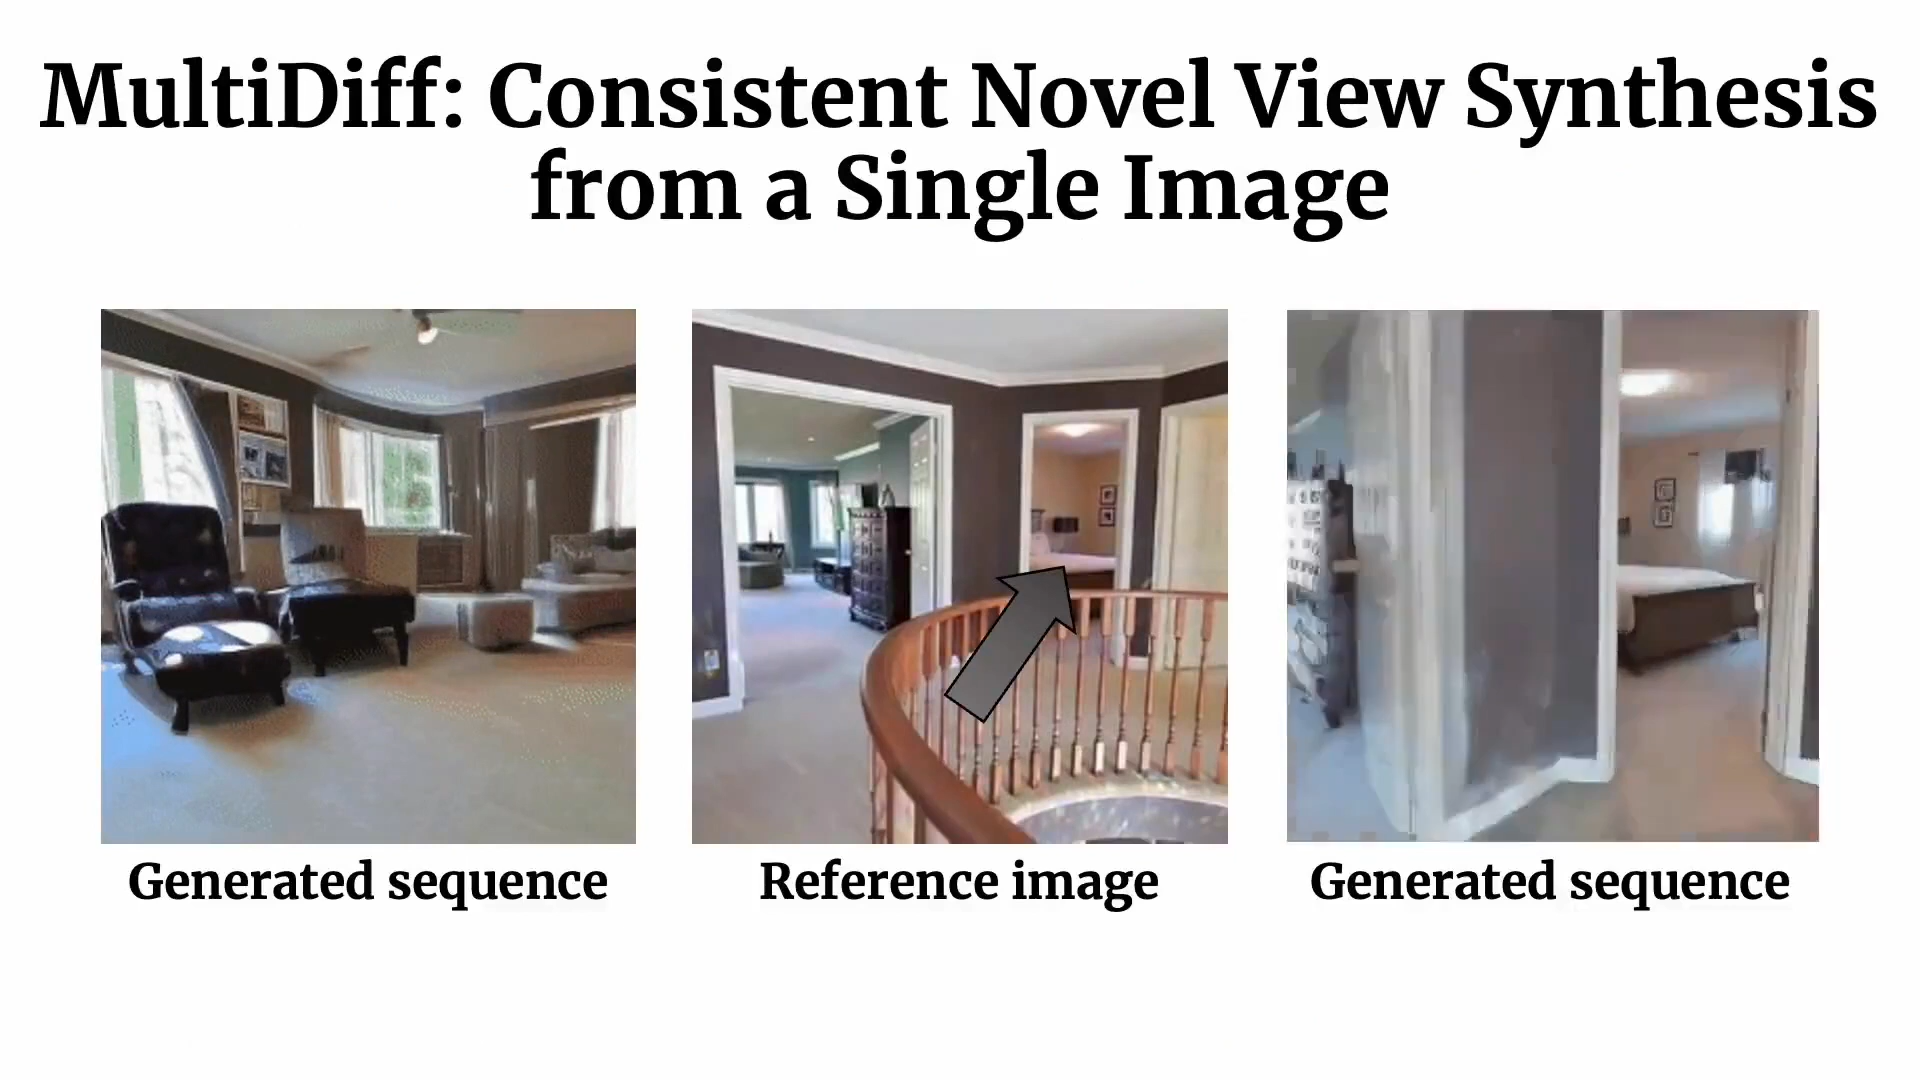 MultiDiff: Consistent Novel View Synthesis
from a Single Image
Generated sequence
Reference image
Generated sequence